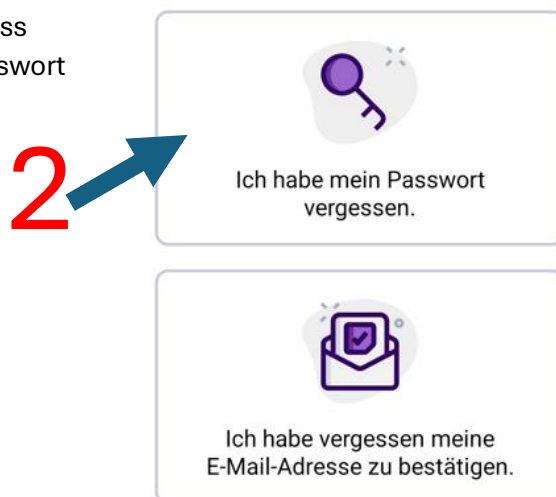 ss
swort
2
Ich habe mein Passwort
vergessen.
Ich habe vergessen meine
E-Mail-Adresse zu bestätigen.